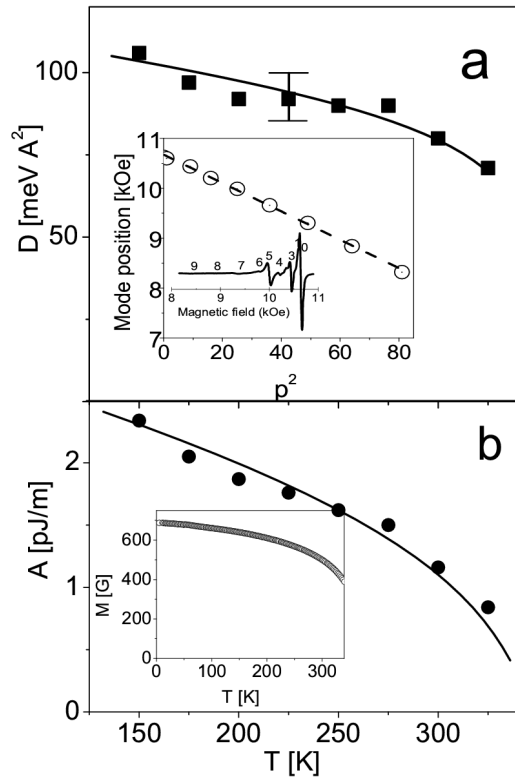 a
100
50
D [meV A²]
11
10
9
8
7
Mode position [kOe]
9 8 7 6 5 4 3 10
8 9 10 11
Magnetic field (kOe)
0 20 40 60 80
p²
b
2
1
0
A [pJ/m]
600
400
200
0
M [G]
0 100 200 300
T [K]
150 200 250 300
T [K]